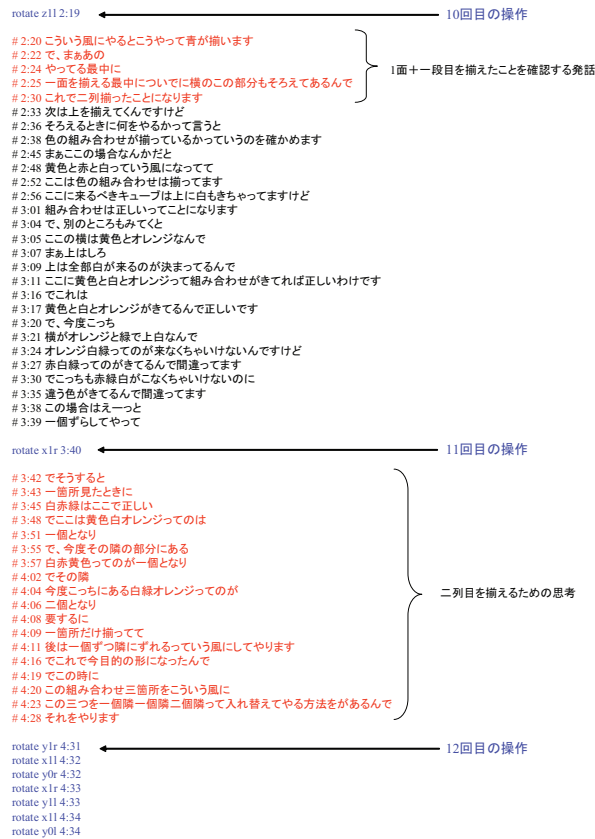 rotate z1l 2:19
10回目の操作
# 2:20 こういう風にやるとこうやって青が揃います
# 2:22 で、まぁあの
# 2:24 やってる最中に
# 2:25 一面を揃える最中でついでに横のこの部分もそろえてあるんで
# 2:30 これで二列揃ったことになります
1面＋一段目を揃えたことを確認する発話
# 2:33 次は上を揃えてくんですけど
# 2:36 そろえるときに何をやるかって言うと
# 2:38 色の組み合わせが揃っているかっていうのを確かめます
# 2:45 まぁここの場合なんかだと
# 2:48 黄色と赤と白っていう風になってて
# 2:52 ここは色の組み合わせは揃ってます
# 2:56 ここに来るべきキューブは上に白もきちゃってますけど
# 3:01 組み合わせは正しいってことになります
# 3:04 で、別のところもみてくと
# 3:05 ここの横は黄色とオレンジなんで
# 3:07 まぁ上はしろ
# 3:09 上は全部白が来るのが決まってるんで
# 3:11 ここに黄色と白とオレンジって組み合わせがきてれば正しいわけです
# 3:16 でこれは
# 3:17 黄色と白とオレンジがきてるんで正しいです
# 3:20 で、今度こっち
# 3:21 横がオレンジと緑で上白なんで
# 3:24 オレンジ白緑ってのが来なくちゃいけないんですけど
# 3:27 赤白緑ってのがきてるんで間違ってます
# 3:30 でこっちも赤緑白がこなくちゃいけないのに
# 3:35 違う色がきてるんで間違ってます
# 3:38 この場合はえーっと
# 3:39 一個ずらしてやって
rotate x1r 3:40
11回目の操作
# 3:42 でそうすると
# 3:43 一箇所見たときに
# 3:45 白赤緑はここで正しい
# 3:48 でここは黄色白オレンジってのは
# 3:51 一個となり
# 3:55 で、今度その隣の部分にある
# 3:57 白赤黄色ってのが一個となり
# 4:02 でその隣
# 4:04 今度こっちにある白緑オレンジってのが
# 4:06 二個となり
# 4:08 要するに
# 4:09 一箇所だけ揃ってて
# 4:11 後は一個ずつ隣にずれるっていう風にしてやります
# 4:16 でこれで今目的の形になったんで
# 4:19 でこの時に
# 4:20 この組み合わせ三箇所をこういう風に
# 4:23 この三つを一個隣一個隣二個隣って入れ替えてやる方法をがあるんで
# 4:28 それをやります
二列目を揃えるための思考
rotate y1r 4:31
12回目の操作
rotate x1l 4:32
rotate y0r 4:32
rotate x1r 4:33
rotate y1l 4:33
rotate x1l 4:34
rotate y0l 4:34